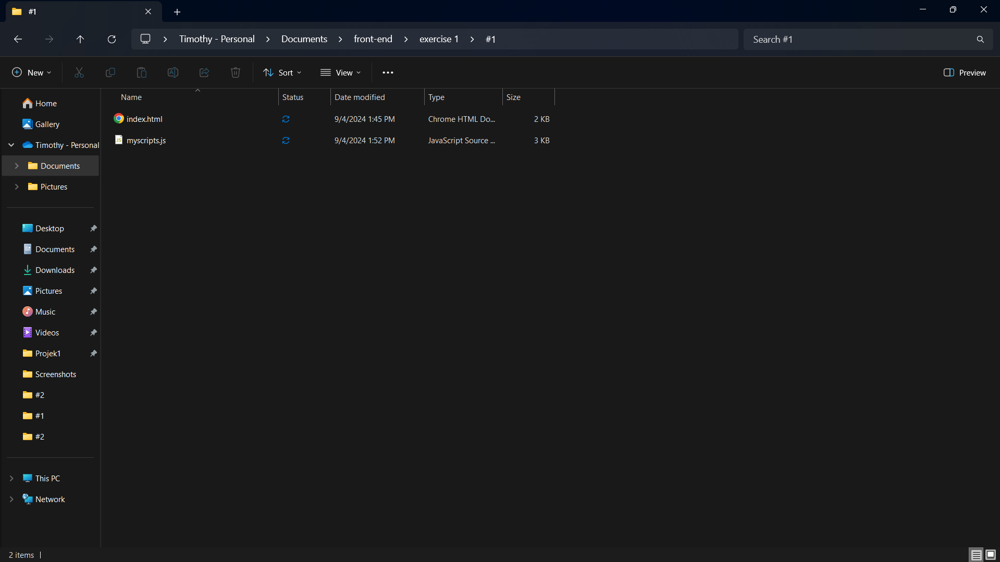 #1
Timothy - Personal > Documents > front-end > exercise 1 > #1
Search #1
New
Sort
View
Preview
Name Status Date modified Type Size
index.html 9/4/2024 1:45 PM Chrome HTML Do... 2 KB
myscripts.js 9/4/2024 1:52 PM JavaScript Source ... 3 KB
Home
Gallery
Timothy - Personal
Documents
Pictures
Desktop
Documents
Downloads
Pictures
Music
Videos
Projek1
Screenshots
#2
#1
#2
This PC
Network
2 items